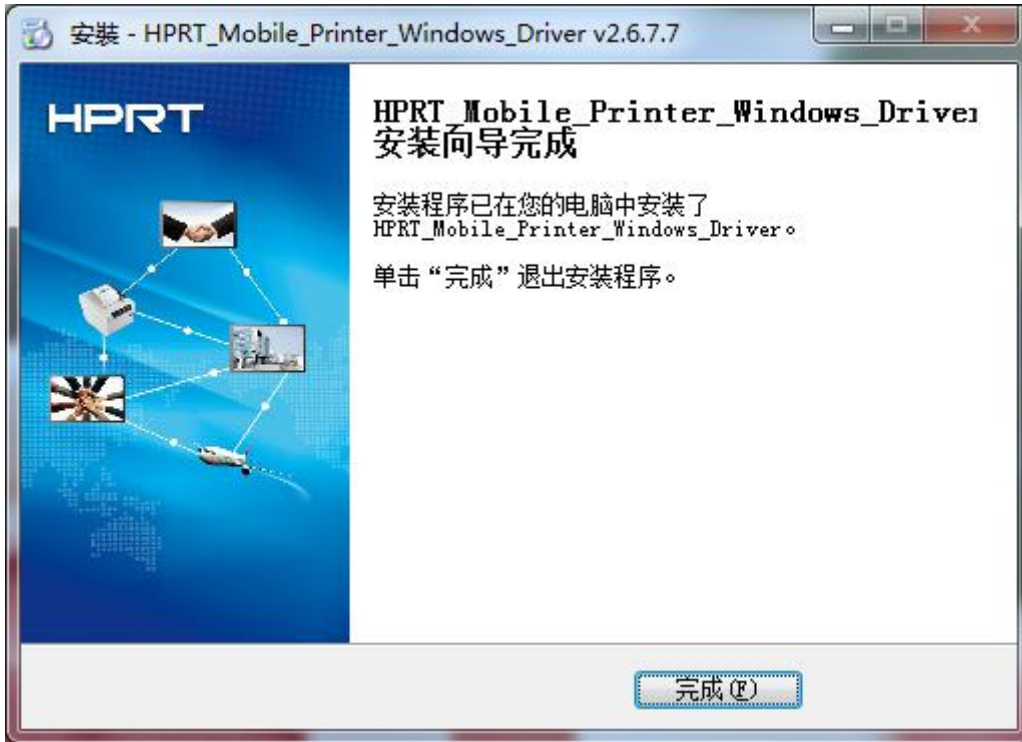 安裝 - HPRT_Mobile_Printer_Windows_Driver v2.6.7.7
HPRT
HPRT_Mobile_Printer_Windows_Driver
安装向导完成
安装程序已在您的电脑中安装了
HPRT_Mobile_Printer_Windows_Driver。
单击“完成”退出安装程序。
完成(F)